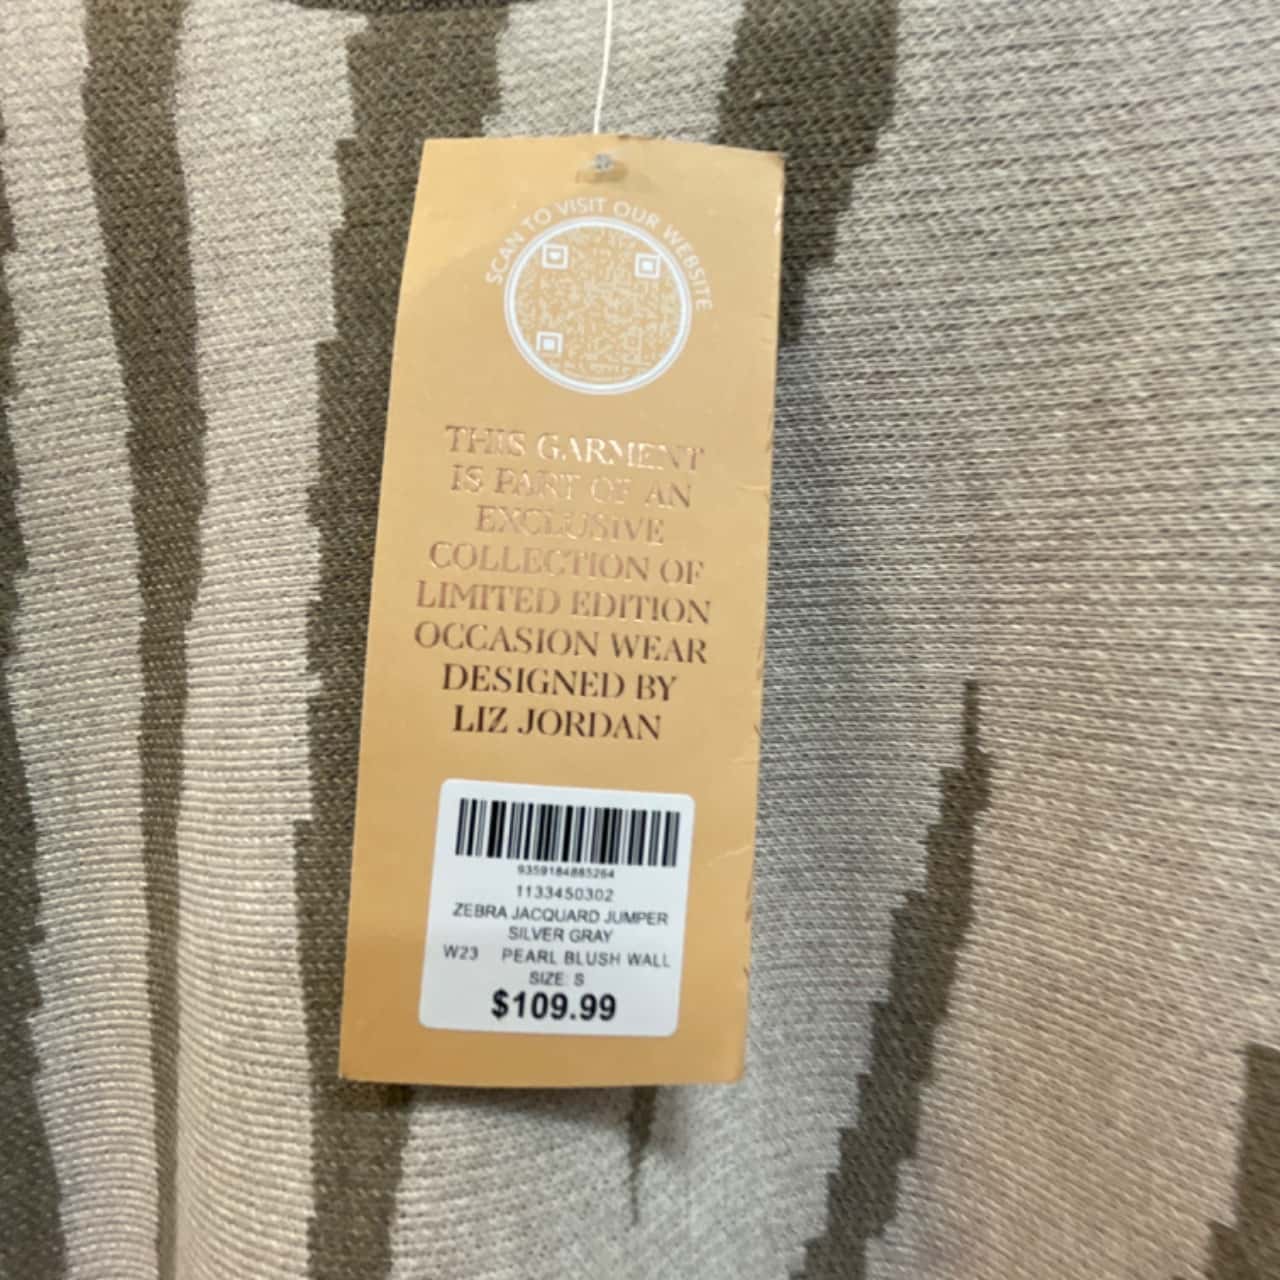 SCAN TO VISIT OUR WEBSITE
THIS GARMENT
IS PART OF AN
EXCLUSIVE
COLLECTION OF
LIMITED EDITION
OCCASION WEAR
DESIGNED BY
LIZ JORDAN
9359184885264
1133450302
ZEBRA JACQUARD JUMPER
SILVER GRAY
W23 PEARL BLUSH WALL
SIZE: S
$109.99